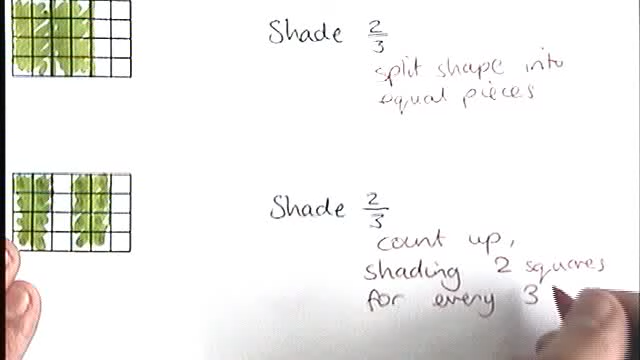 Shade 2/3
split shape into
equal pieces
Shade 2/3
count up,
shading 2 squares
for every 3